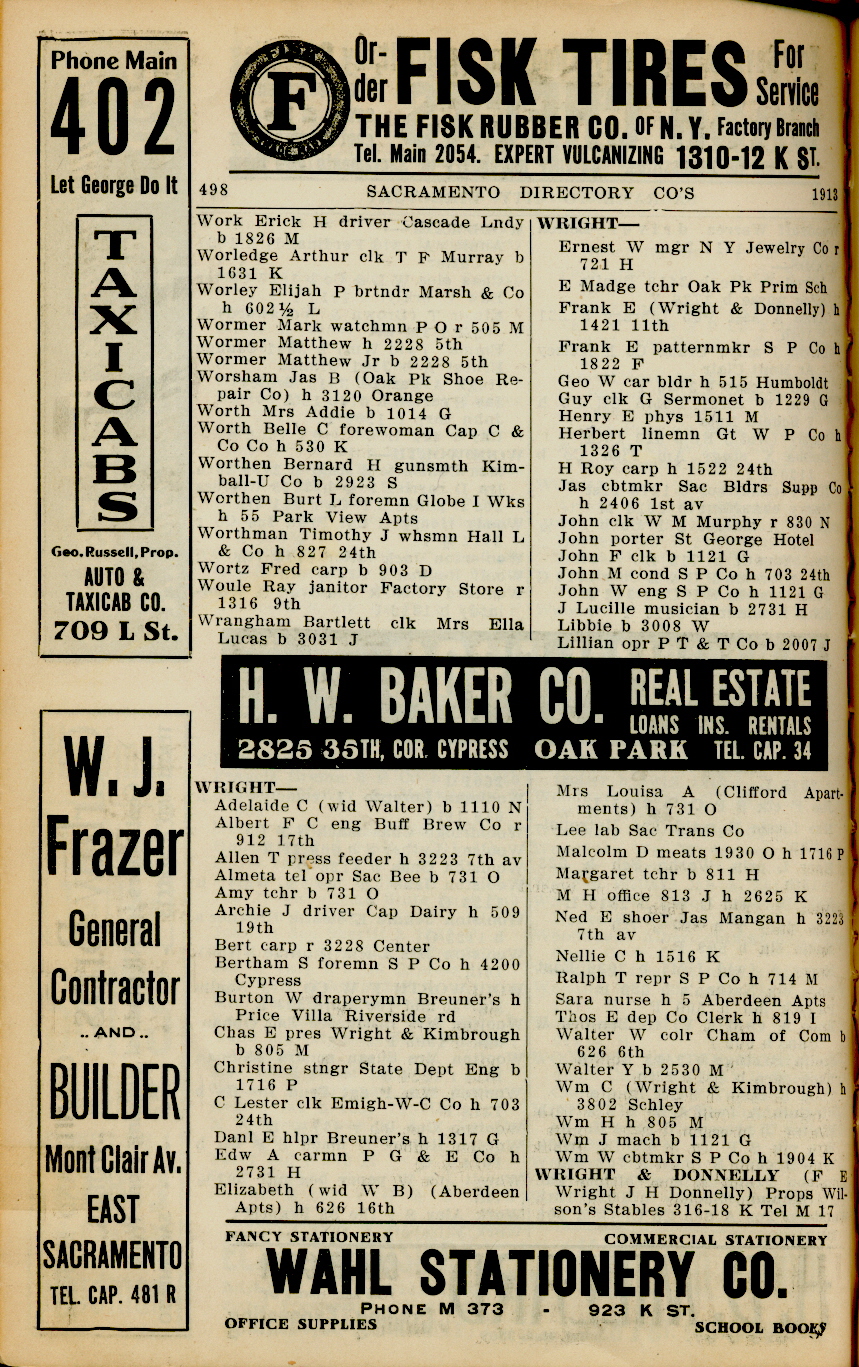 Phone Main
402
Let George Do It
TAXICABS
Geo. Russell, Prop.
AUTO &
TAXICAB CO.
709 L St.
W. J.
Frazer
General
Contractor
.. AND ..
BUILDER
Mont Clair Av.
EAST
SACRAMENTO
TEL. CAP. 481 R
F
Or-
der
FISK TIRES
For
Service
THE FISK RUBBER CO. OF N. Y. Factory Branch
Tel. Main 2054. EXPERT VULCANIZING 1310-12 K ST.
498 SACRAMENTO DIRECTORY CO'S 1913
Work Erick H driver Cascade Lndy
b 1826 M
Worledge Arthur clk T F Murray b
1631 K
Worley Elijah P brtndr Marsh & Co
h 602½ L
Wormer Mark watchmn P O r 505 M
Wormer Matthew h 2228 5th
Wormer Matthew Jr b 2228 5th
Worsham Jas B (Oak Pk Shoe Re-
pair Co) h 3120 Orange
Worth Mrs Addie b 1014 G
Worth Belle C forewoman Cap C &
Co Co h 530 K
Worthen Bernard H gunsmth Kim-
ball-U Co b 2923 S
Worthen Burt L foremn Globe I Wks
h 55 Park View Apts
Worthman Timothy J whsmn Hall L
& Co h 827 24th
Wortz Fred carp b 903 D
Woule Ray janitor Factory Store r
1316 9th
Wrangham Bartlett clk Mrs Ella
Lucas b 3031 J
WRIGHT—
Ernest W mgr N Y Jewelry Co r
721 H
E Madge tchr Oak Pk Prim Sch
Frank E (Wright & Donnelly) h
1421 11th
Frank E patternmkr S P Co h
1822 F
Geo W car bldr h 515 Humboldt
Guy clk G Sermonet b 1229 G
Henry E phys 1511 M
Herbert linemn Gt W P Co h
1326 T
H Roy carp h 1522 24th
Jas cbtmkr Sac Bldrs Supp Co
h 2406 1st av
John clk W M Murphy r 830 N
John porter St George Hotel
John F clk b 1121 G
John M cond S P Co h 703 24th
John W eng S P Co h 1121 G
J Lucille musician b 2731 H
Libbie b 3008 W
Lillian opr P T & T Co b 2007 J
H. W. BAKER CO. REAL ESTATE
LOANS INS. RENTALS
2825 35TH, COR. CYPRESS OAK PARK TEL. CAP. 34
WRIGHT—
Adelaide C (wid Walter) b 1110 N
Albert F C eng Buff Brew Co r
912 17th
Allen T press feeder h 3223 7th av
Almeta tel opr Sac Bee b 731 O
Amy tchr b 731 O
Archie J driver Cap Dairy h 509
19th
Bert carp r 3228 Center
Bertham S foremn S P Co h 4200
Cypress
Burton W draperymn Breuner's h
Price Villa Riverside rd
Chas E pres Wright & Kimbrough
b 805 M
Christine stngr State Dept Eng b
1716 P
C Lester clk Emigh-W-C Co h 703
24th
Danl E hlpr Breuner's h 1317 G
Edw A carmn P G & E Co h
2731 H
Elizabeth (wid W B) (Aberdeen
Apts) h 626 16th
Mrs Louisa A (Clifford Apart-
ments) h 731 O
Lee lab Sac Trans Co
Malcolm D meats 1930 O h 1716 P
Margaret tchr b 811 H
M H office 813 J h 2625 K
Ned E shoer Jas Mangan h 3223
7th av
Nellie C h 1516 K
Ralph T repr S P Co h 714 M
Sara nurse h 5 Aberdeen Apts
Thos E dep Co Clerk h 819 I
Walter W colr Cham of Com b
626 6th
Walter Y b 2530 M
Wm C (Wright & Kimbrough) h
3802 Schley
Wm H h 805 M
Wm J mach b 1121 G
Wm W cbtmkr S P Co h 1904 K
WRIGHT & DONNELLY (F E
Wright J H Donnelly) Props Wil-
son's Stables 316-18 K Tel M 17
FANCY STATIONERY COMMERCIAL STATIONERY
WAHL STATIONERY CO.
PHONE M 373 - 923 K ST.
OFFICE SUPPLIES SCHOOL BOOKS